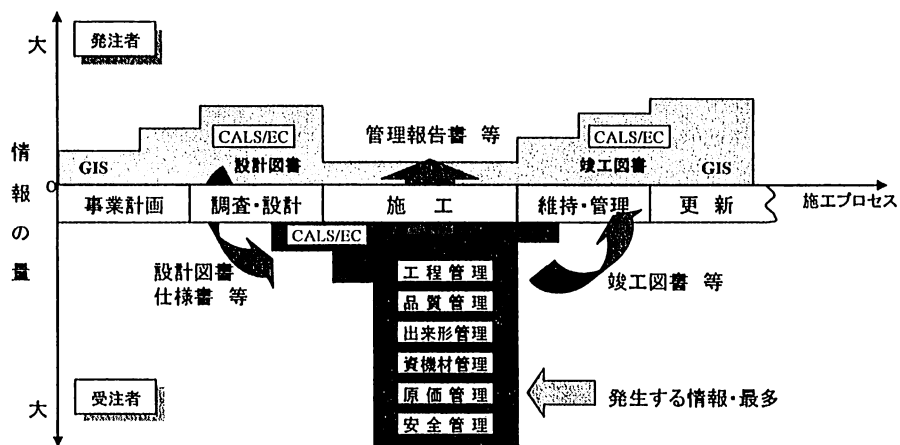 大
発注者
CALS/EC
管理報告書 等
CALS/EC
情報の量
GIS
設計図書
竣工図書
GIS
0
事業計画
調査・設計
施 工
維持・管理
更 新
施工プロセス
CALS/EC
設計図書
仕様書 等
工程管理
竣工図書 等
品質管理
出来形管理
資機材管理
受注者
原価管理
発生する情報・最多
大
安全管理